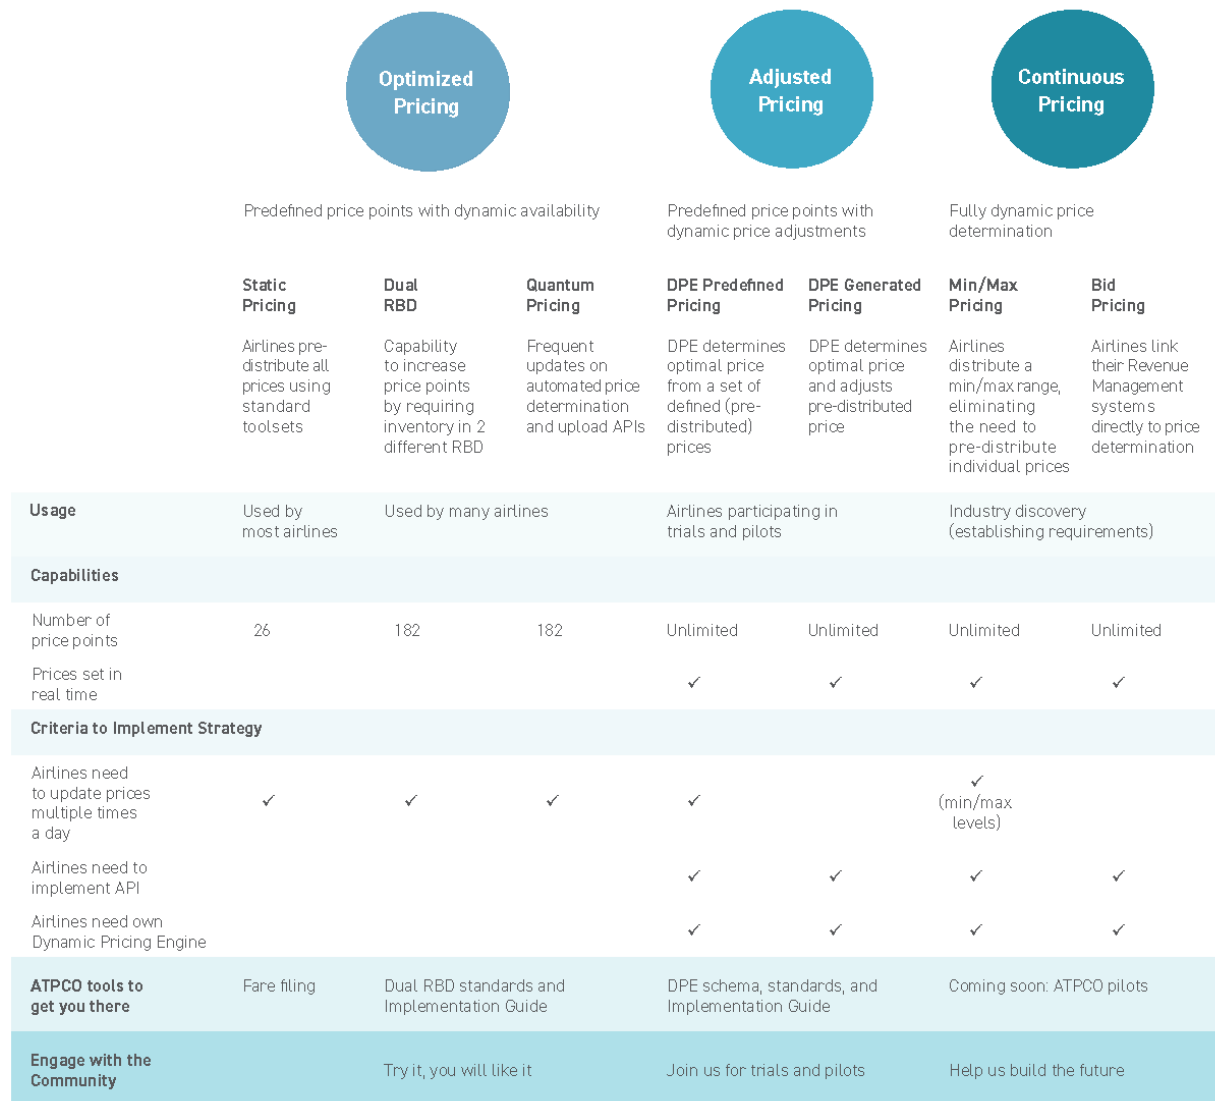 Optimized
Pricing
Adjusted
Pricing
Continuous
Pricing
Predefined price points with dynamic availability
Predefined price points with
dynamic price adjustments
Fully dynamic price
determination
Static
Pricing
Airlines pre-
distribute all
prices using
standard
toolsets
Dual
RBD
Capability
to increase
price points
by requiring
inventory in 2
different RBD
Quantum
Pricing
Frequent
updates on
automated price
determination
and upload APIs
DPE Predefined
Pricing
DPE determines
optimal price
from a set of
defined (pre-
distributed)
prices
DPE Generated
Pricing
DPE determines
optimal price
and adjusts
pre-distributed
price
Min/Max
Pricing
Airlines
distribute a
min/max range,
eliminating
the need to
pre-distribute
individual prices
Bid
Pricing
Airlines link
their Revenue
Management
systems
directly to price
determination
Usage
Used by
most airlines
Used by many airlines
Airlines participating in
trials and pilots
Industry discovery
(establishing requirements)
Capabilities
Number of
price points
26
182
182
Unlimited
Unlimited
Unlimited
Unlimited
Prices set in
real time
✓ ✓ ✓ ✓
Criteria to Implement Strategy
Airlines need
to update prices
multiple times
a day
✓ ✓ ✓ ✓ ✓
(min/max
levels)
Airlines need to
implement API
✓ ✓ ✓ ✓
Airlines need own
Dynamic Pricing Engine
✓ ✓ ✓ ✓
ATPCO tools to
get you there
Fare filing
Dual RBD standards and
Implementation Guide
DPE schema, standards, and
Implementation Guide
Coming soon: ATPCO pilots
Engage with the
Community
Try it, you will like it
Join us for trials and pilots
Help us build the future